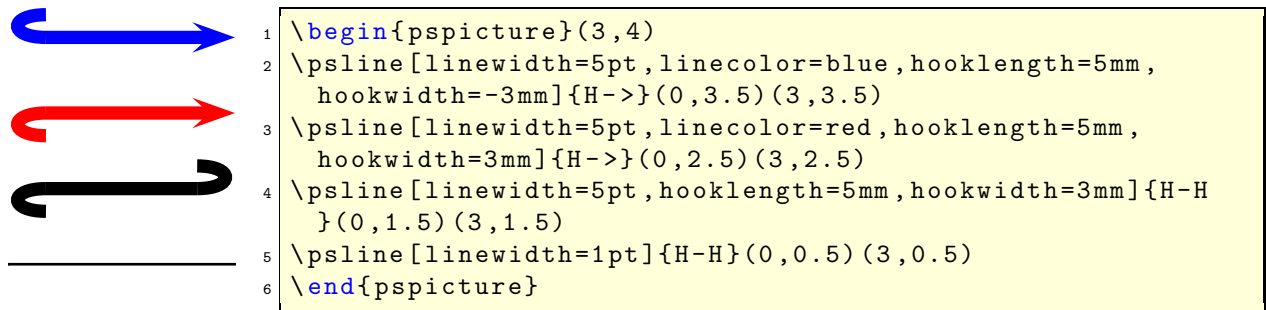 1 \begin{pspicture}(3,4)
2 \psline[linewidth=5pt,linecolor=blue,hooklength=5mm,
hookwidth=-3mm]{H->}(0,3.5)(3,3.5)
3 \psline[linewidth=5pt,linecolor=red,hooklength=5mm,
hookwidth=3mm]{H->}(0,2.5)(3,2.5)
4 \psline[linewidth=5pt,hooklength=5mm,hookwidth=3mm]{H-H
}(0,1.5)(3,1.5)
5 \psline[linewidth=1pt]{H-H}(0,0.5)(3,0.5)
6 \end{pspicture}